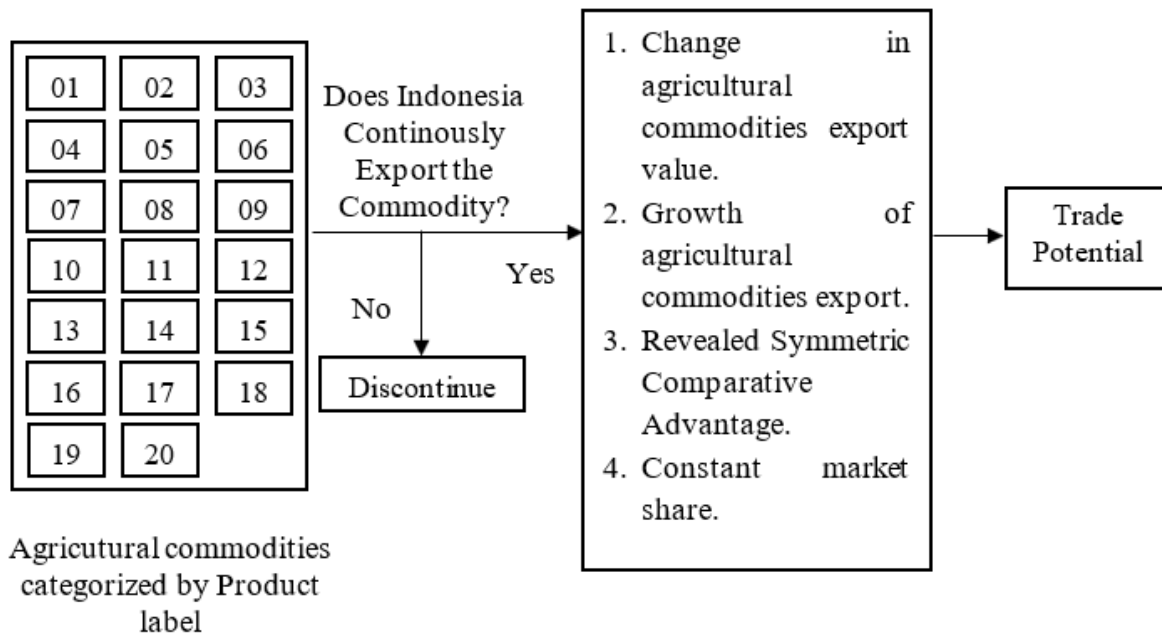 01 02 03
04 05 06
07 08 09
10 11 12
13 14 15
16 17 18
19 20
Agricutural commodities
categorized by Product
label
Does Indonesia
Continously
Export the
Commodity?
Yes
No
Discontinue
1. Change in
agricultural
commodities export
value.
2. Growth of
agricultural
commodities export.
3. Revealed Symmetric
Comparative
Advantage.
4. Constant market
share.
Trade
Potential